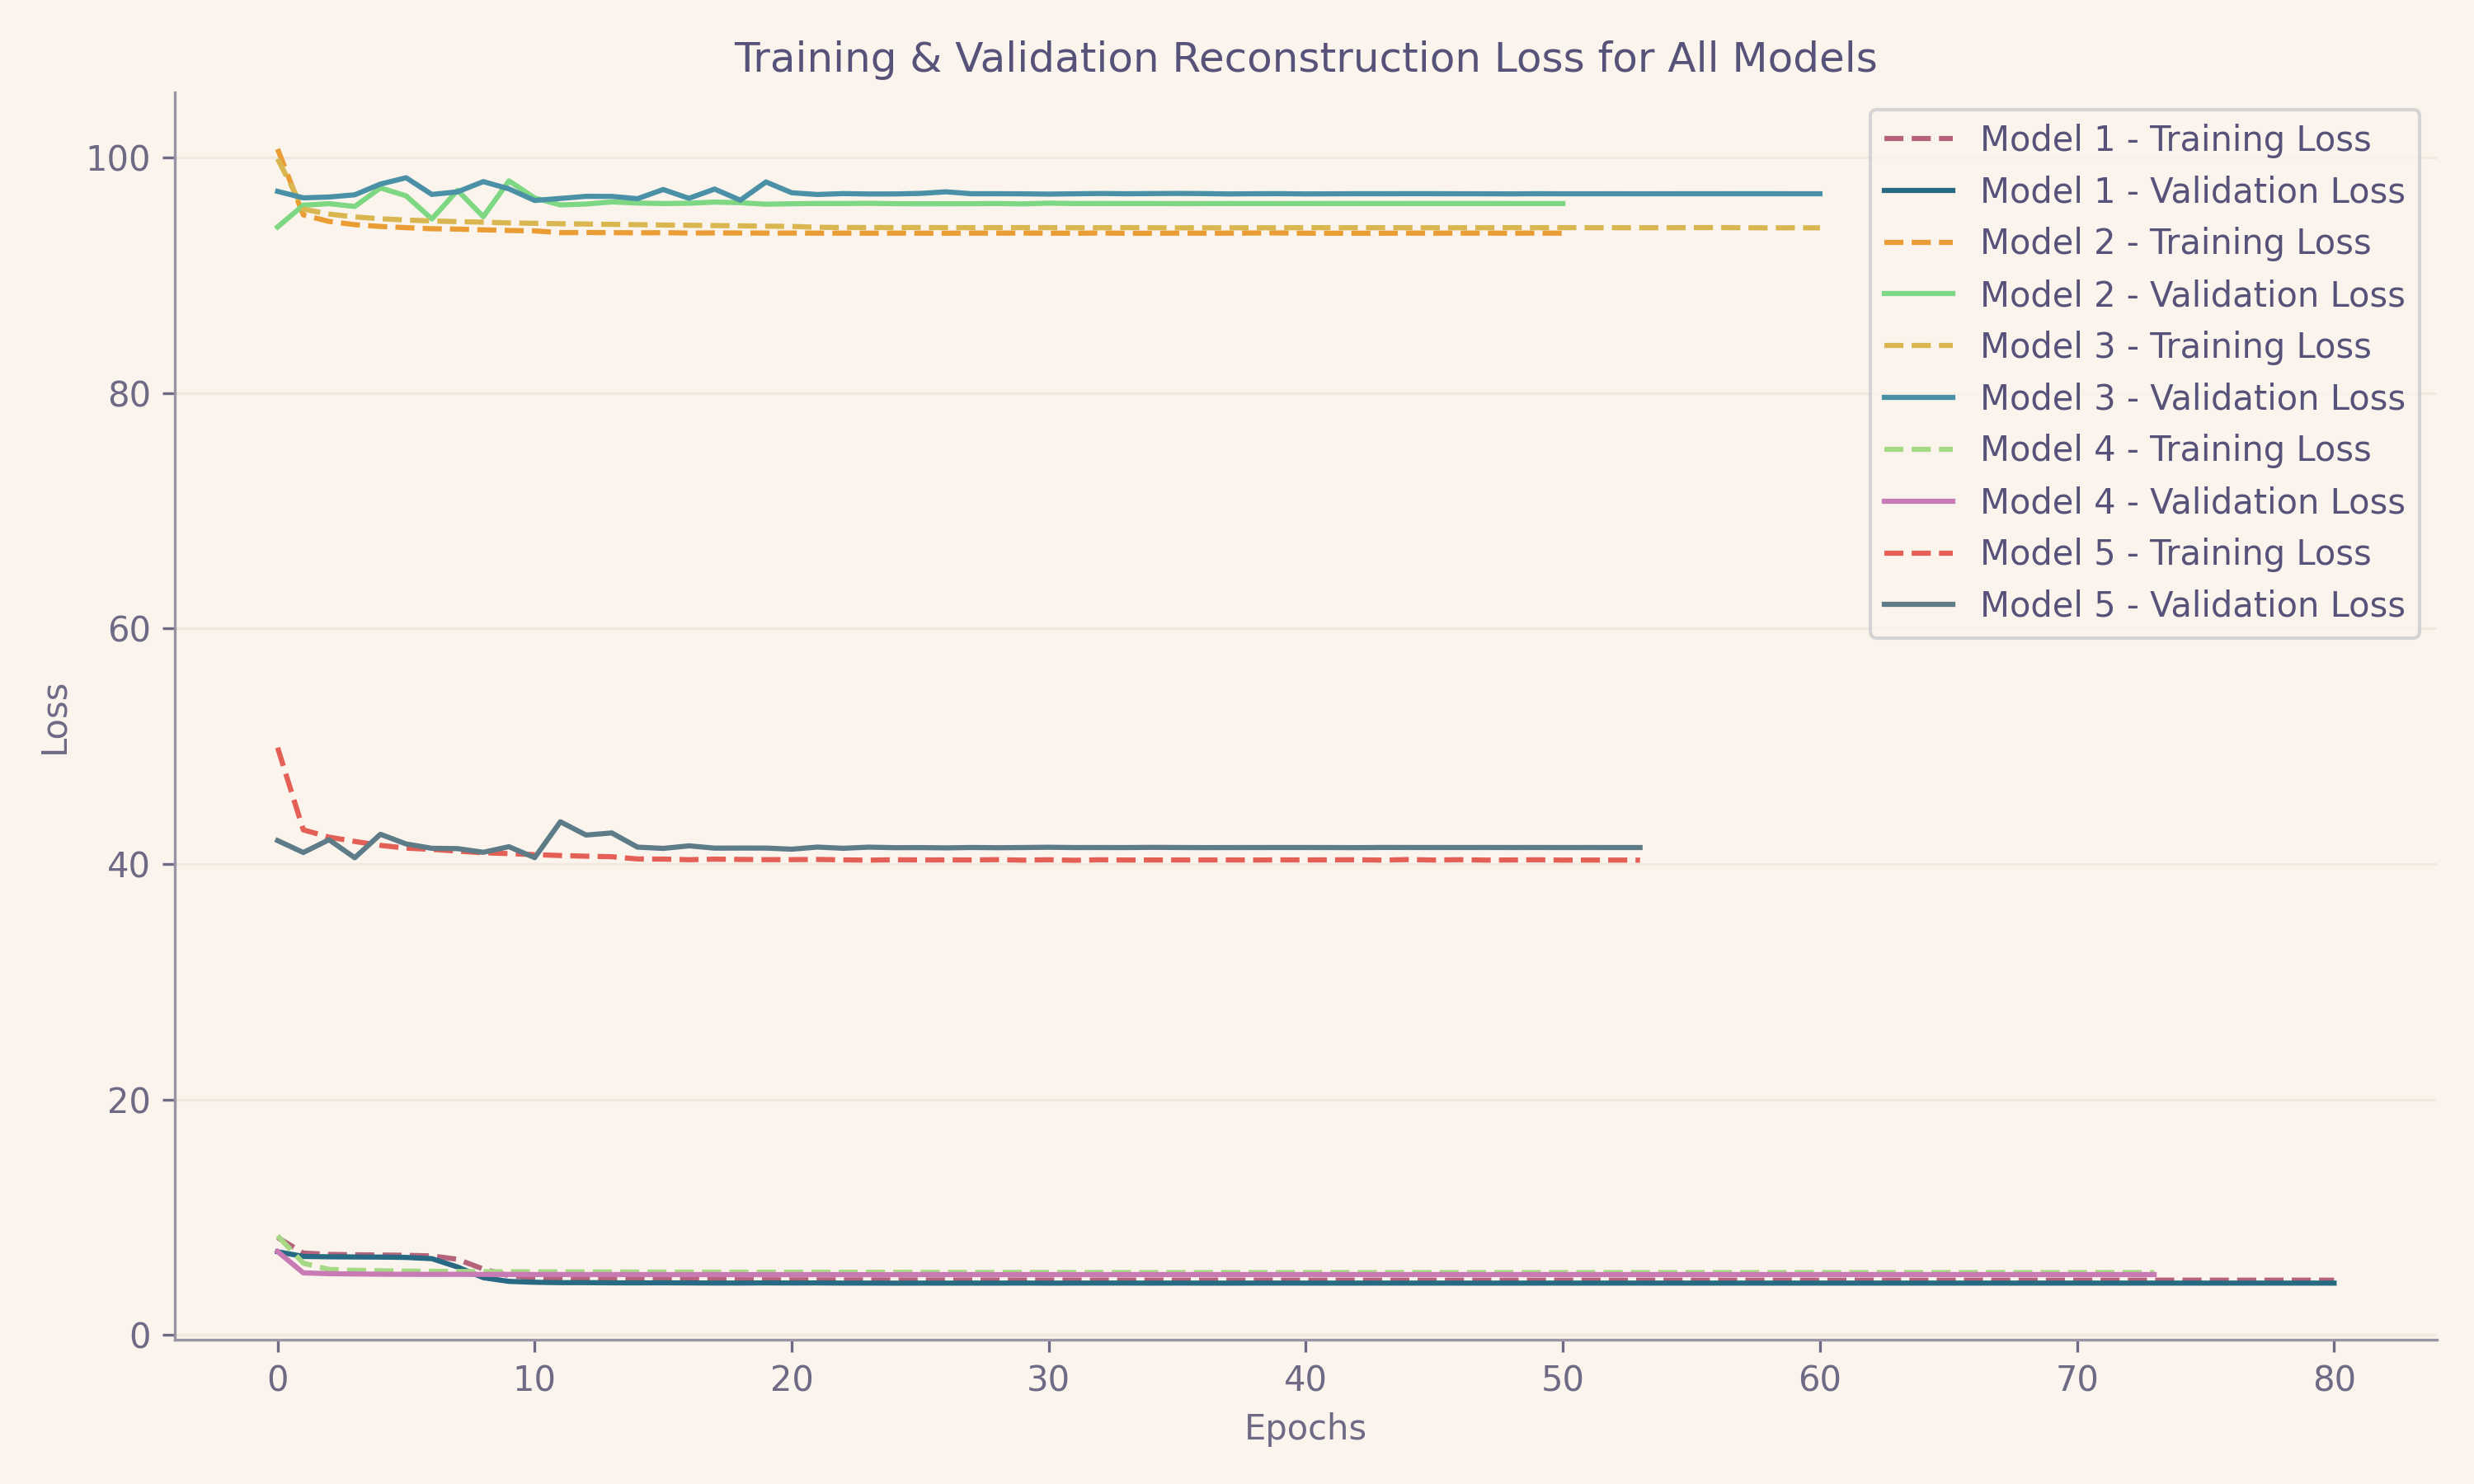 Training & Validation Reconstruction Loss for All Models
Model 1 - Training Loss
Model 1 - Validation Loss
Model 2 - Training Loss
Model 2 - Validation Loss
Model 3 - Training Loss
Model 3 - Validation Loss
Model 4 - Training Loss
Model 4 - Validation Loss
Model 5 - Training Loss
Model 5 - Validation Loss
100
80
60
40
20
0
Loss
0 10 20 30 40 50 60 70 80
Epochs